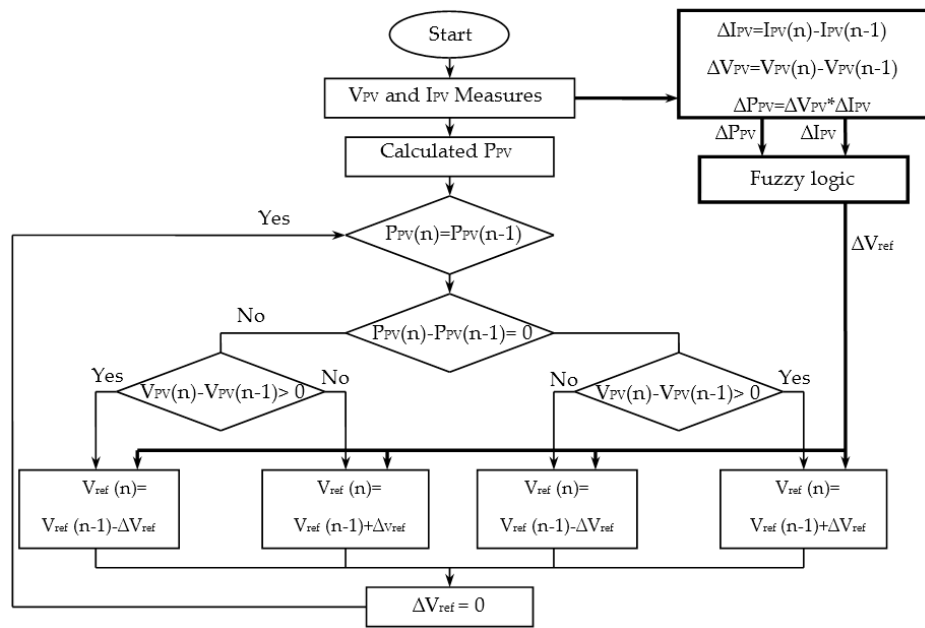 Start
ΔIPV=IPV(n)-IPV(n-1)
ΔVPV=VPV(n)-VPV(n-1)
ΔPPV=ΔVPV*ΔIPV
VPV and IPV Measures
ΔPPV
ΔIPV
Calculated PPV
Fuzzy logic
Yes
PPV(n)=PPV(n-1)
ΔVref
No
PPV(n)-PPV(n-1)= 0
Yes
VPV(n)-VPV(n-1)> 0
No
No
VPV(n)-VPV(n-1)> 0
Yes
Vref (n)=
Vref (n-1)-ΔVref
Vref (n)=
Vref (n-1)+ΔVref
Vref (n)=
Vref (n-1)-ΔVref
Vref (n)=
Vref (n-1)+ΔVref
ΔVref = 0